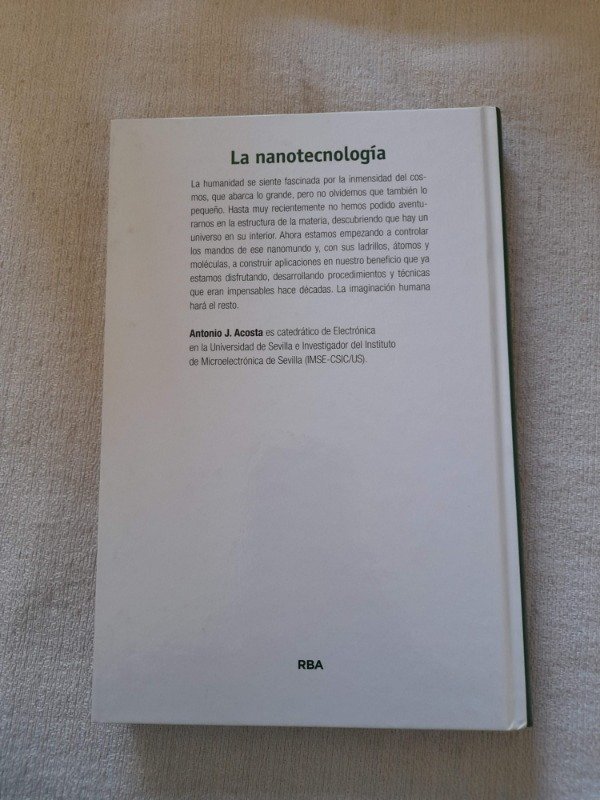 La nanotecnología
La humanidad se siente fascinada por la inmensidad del cos-
mos, que abarca lo grande, pero no olvidemos que también lo
pequeño. Hasta muy recientemente no hemos podido aventu-
rarnos en la estructura de la materia, descubriendo que hay un
universo en su interior. Ahora estamos empezando a controlar
los mandos de ese nanomundo y, con sus ladrillos, átomos y
moléculas, a construir aplicaciones en nuestro beneficio que ya
estamos disfrutando, desarrollando procedimientos y técnicas
que eran impensables hace décadas. La imaginación humana
hará el resto.
Antonio J. Acosta es catedrático de Electrónica
en la Universidad de Sevilla e Investigador del Instituto
de Microelectrónica de Sevilla (IMSE-CSIC/US).
RBA